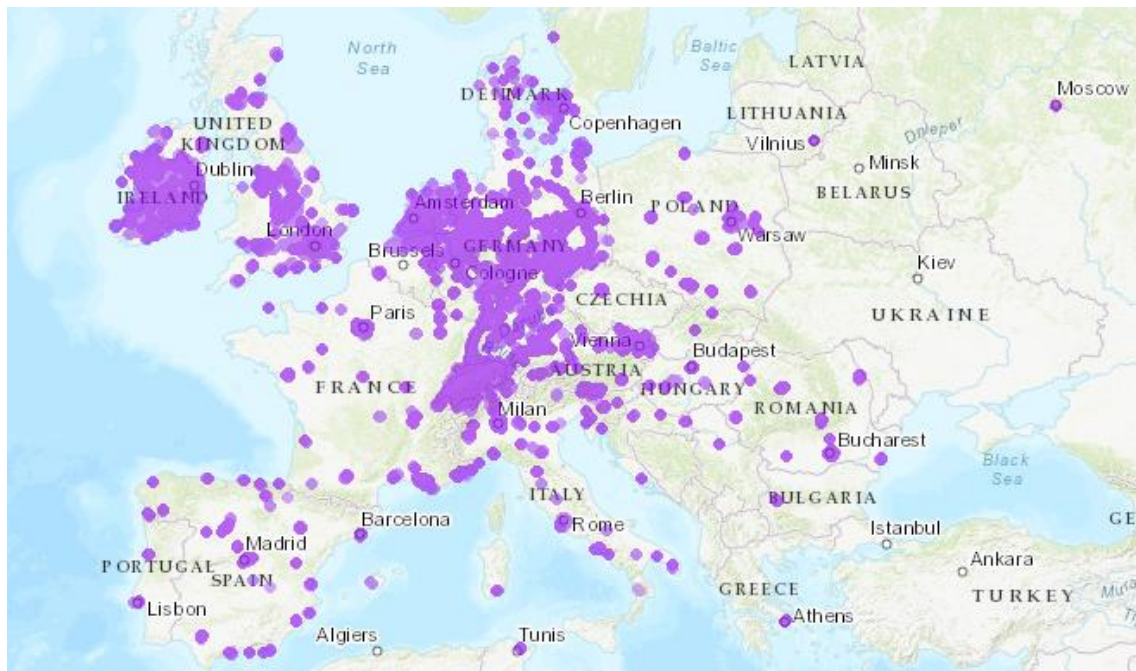 North
Sea
Baltic
Sea
LATVIA
Moscow
DENMARK
Copenhagen
LITHUANIA
Vilnius
Dnieper
UNITED
KINGDOM
Minsk
Dublin
BELARUS
IRELAND
Amsterdam
Berlin
POLAND
Warsaw
London
Brussels
GERMANY
Cologne
Kiev
CZECHIA
UKRAINE
Paris
Vienna
Budapest
AUSTRIA
FRANCE
HUNGARY
Milan
ROMANIA
Bucharest
Black
Sea
ITALY
BULGARIA
Barcelona
Rome
GE
Istanbul
Madrid
Ankara
PORTUGAL
SPAIN
GREECE
TURKEY
Lisbon
Athens
Algiers
Tunis